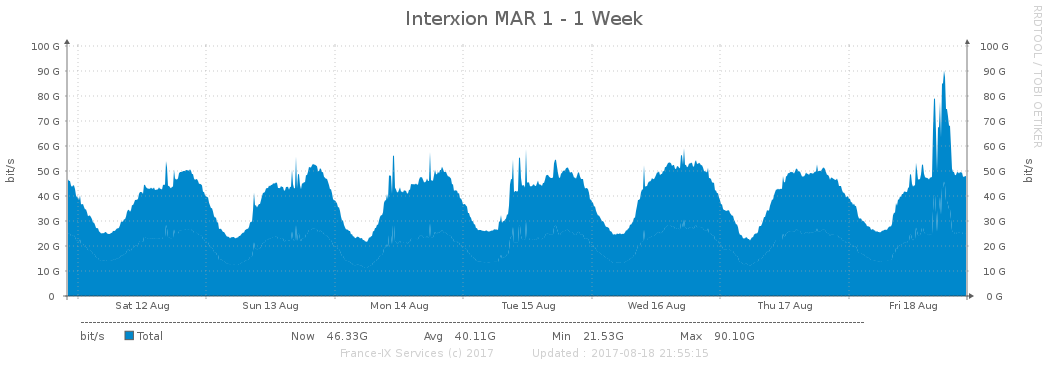 Interxion MAR 1 - 1 Week
RRDTOOL / TOBI OETIKER
bit/s
100 G
90 G
80 G
70 G
60 G
50 G
40 G
30 G
20 G
10 G
0
100 G
90 G
80 G
70 G
60 G
50 G
40 G
30 G
20 G
10 G
0 G
bit/s
Sat 12 Aug Sun 13 Aug Mon 14 Aug Tue 15 Aug Wed 16 Aug Thu 17 Aug Fri 18 Aug
bit/s Total Now 46.33G Avg 40.11G Min 21.53G Max 90.10G
France-IX Services (c) 2017 Updated : 2017-08-18 21:55:15